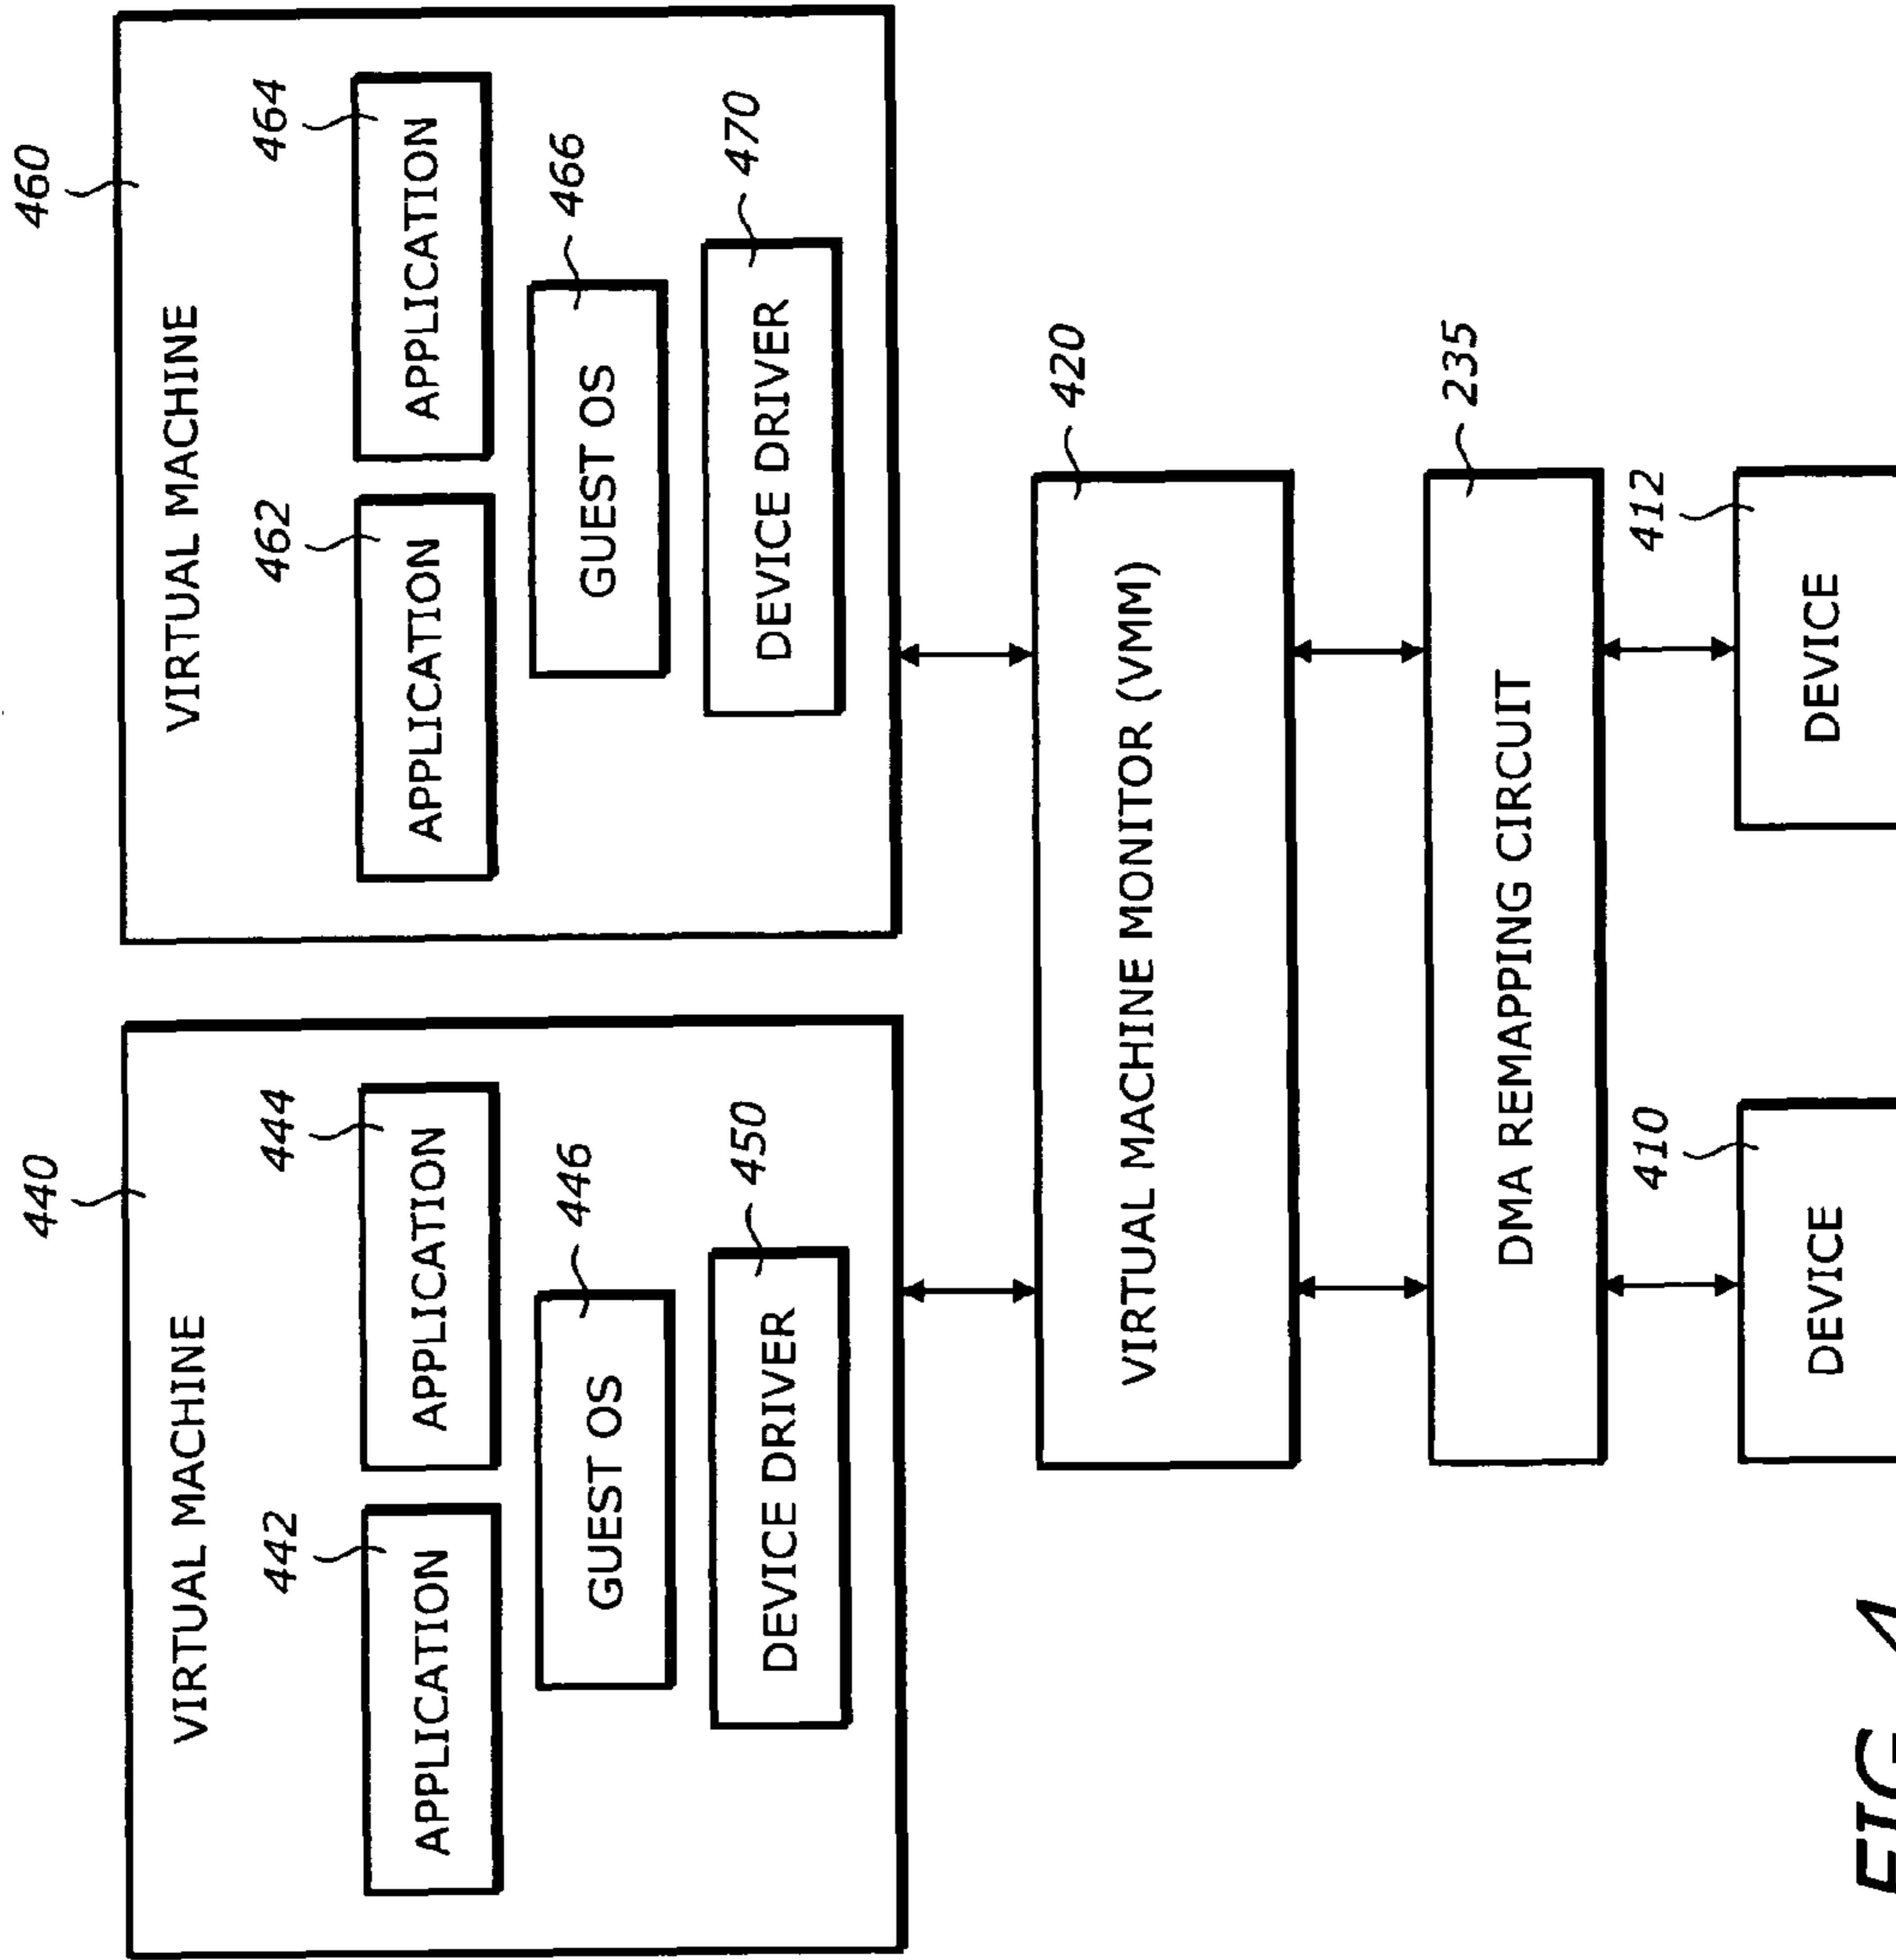 440
VIRTUAL MACHINE
442
APPLICATION
444
APPLICATION
446
GUEST OS
450
DEVICE DRIVER
460
VIRTUAL MACHINE
462
APPLICATION
464
APPLICATION
466
GUEST OS
470
DEVICE DRIVER
420
VIRTUAL MACHINE MONITOR (VMM)
235
DMA REMAPPING CIRCUIT
410
DEVICE
412
DEVICE
FIG. 4